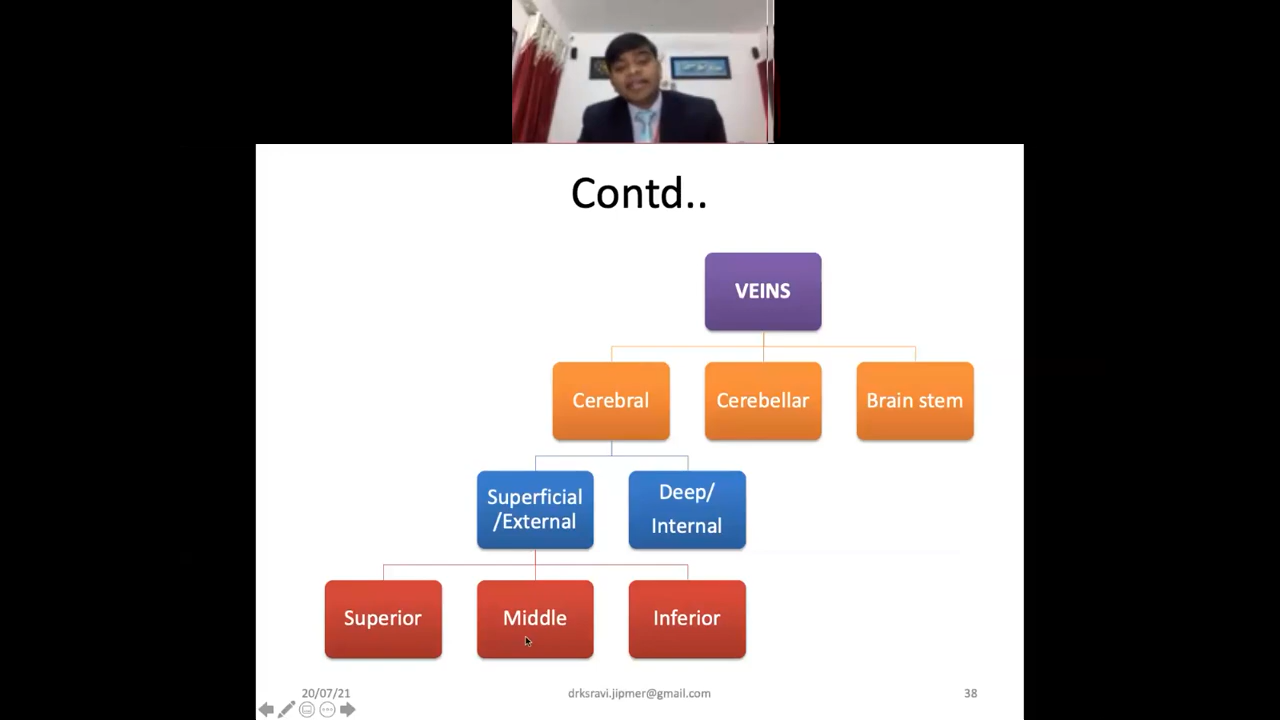 Contd..
VEINS
Cerebral
Cerebellar
Brain stem
Superficial
/External
Deep/
Internal
Superior
Middle
Inferior
20/07/21
drksravi.jipmer@gmail.com
38